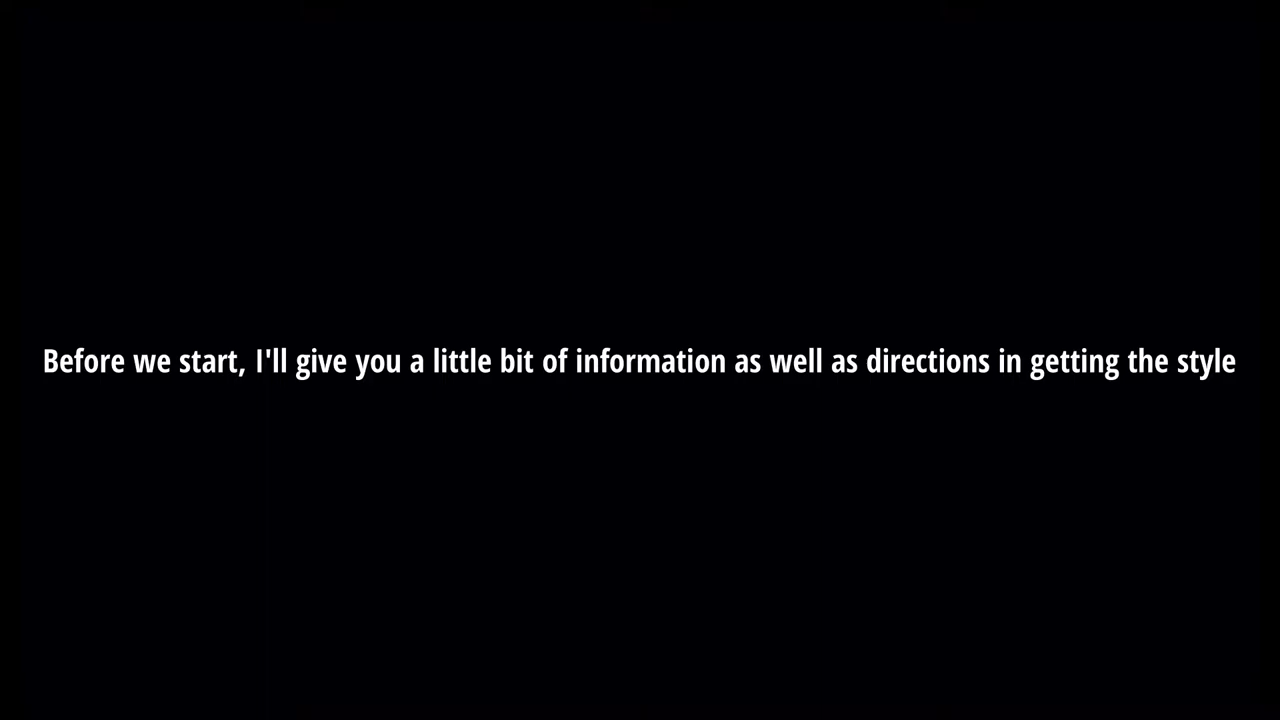 Before we start, I'll give you a little bit of information as well as directions in getting the style